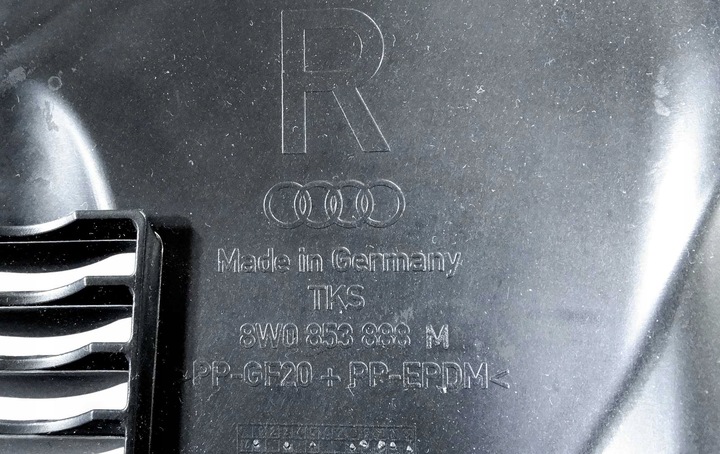 R
Made in Germany
TKS
8W0 853 888 M
>PP-GF20 + PP-EPDM<